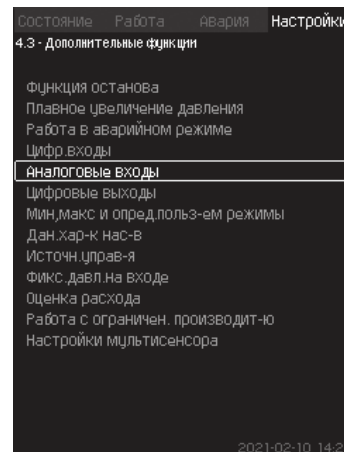 Состояние Работа Авария Настройки
4.3 - Дополнительные функции
Функция останова
Плавное увеличение давления
Работа в аварийном режиме
Цифр.входы
Аналоговые входы
Цифровые выходы
Мин,макс и опред.польз-ем режимы
Дан.хар-к нас-в
Источн.управ-я
Фикс.давл.на входе
Оценка расхода
Работа с ограничен. производит-ю
Настройки мультисенсора
2021-02-10 14:2